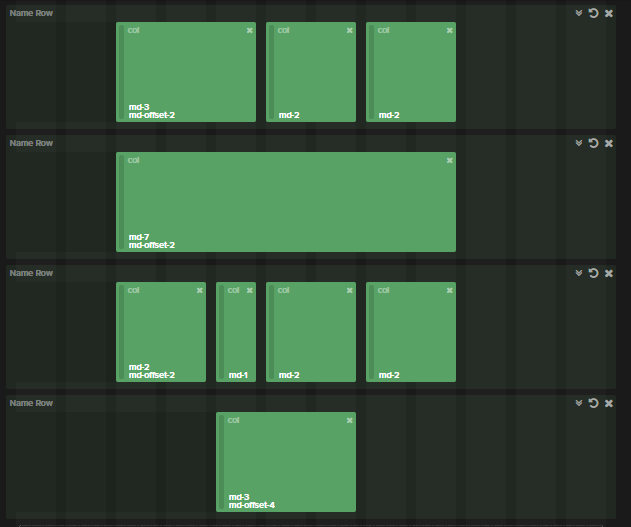 Name Row
col
col
col
md-3
md-offset-2
md-2
md-2
Name Row
col
md-7
md-offset-2
Name Row
col
col
col
col
md-2
md-offset-2
md-1
md-2
md-2
Name Row
col
md-3
md-offset-4